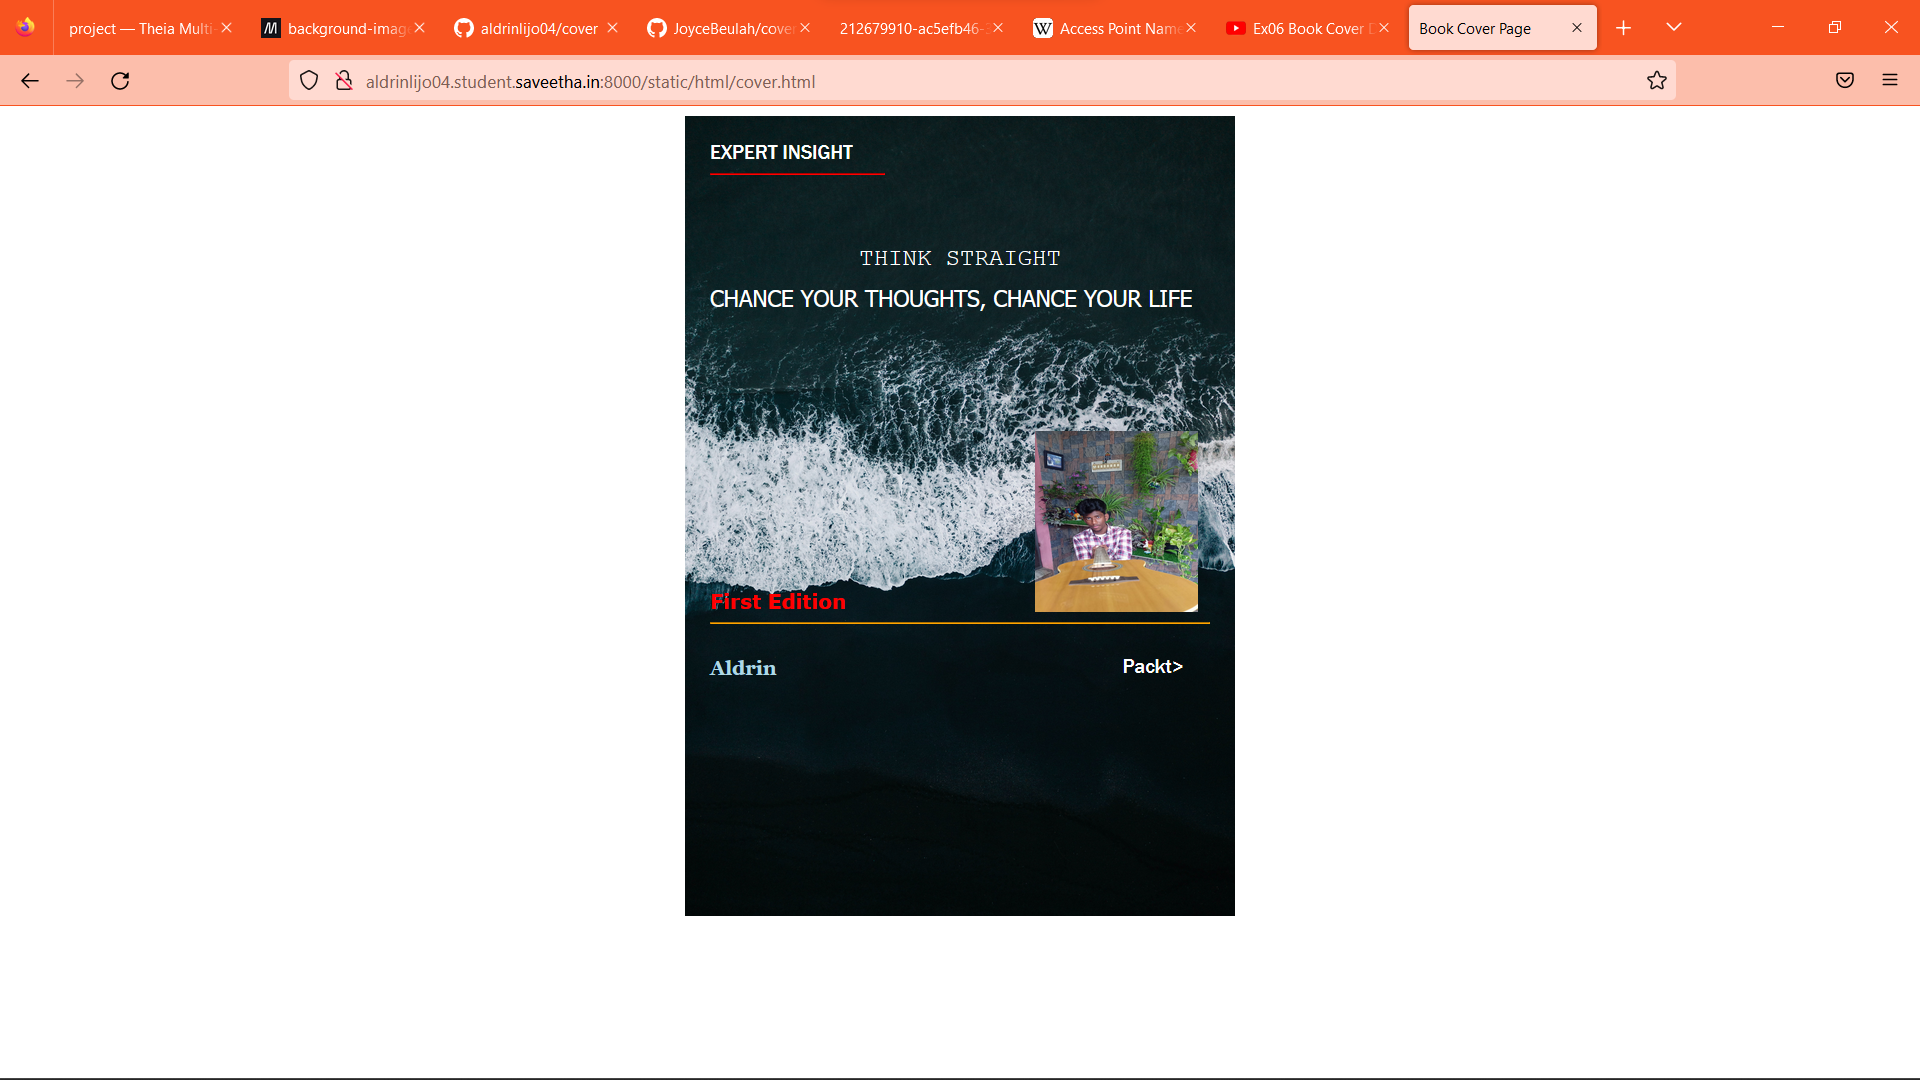 project — Theia Multi
background-imag
aldrinlijo04/cover
JoyceBeulah/cove
212679910-ac5efb46-
Access Point Name
Ex06 Book Cover
Book Cover Page
aldrinlijo04.student.saveetha.in:8000/static/html/cover.html
EXPERT INSIGHT
THINK STRAIGHT
CHANCE YOUR THOUGHTS, CHANCE YOUR LIFE
First Edition
Aldrin
Packt>